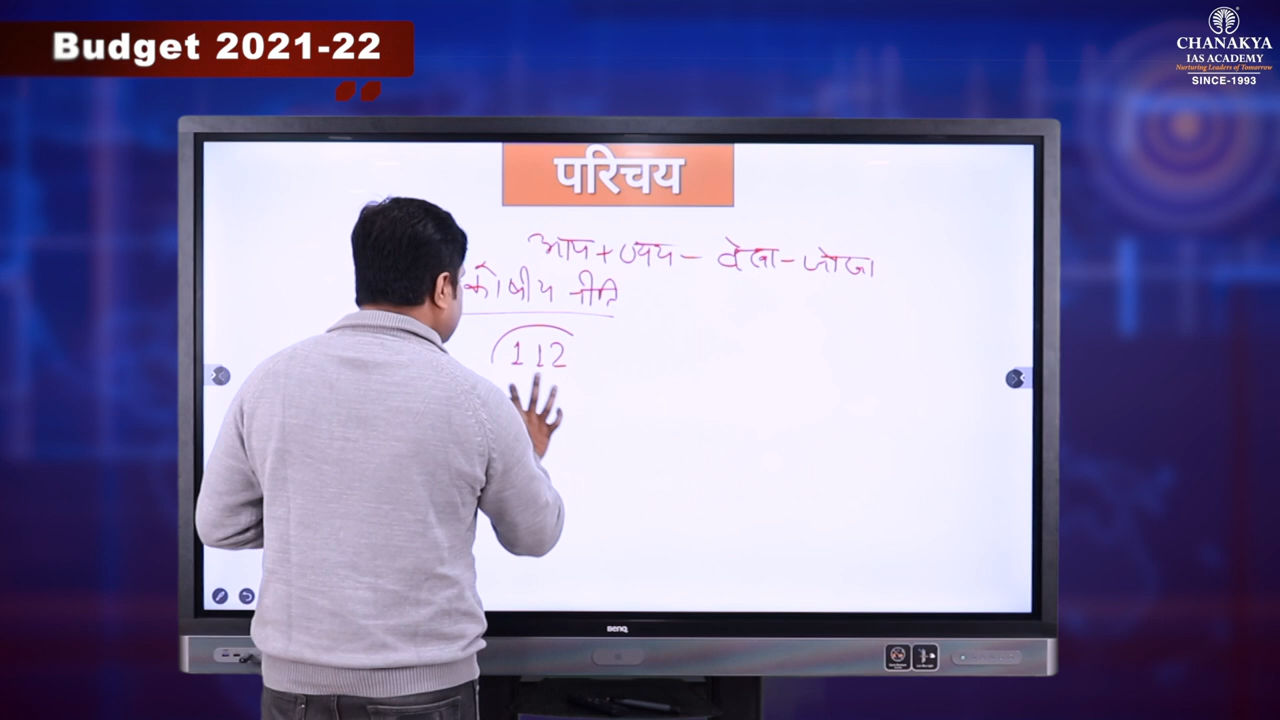 Budget 2021-22
CHANAKYA
IAS ACADEMY
Nurturing Leaders of Tomorrow
SINCE-1993
परिचय
आय + व्यय - लेखा - जोखा
कोषीय नीति
112
BenQ